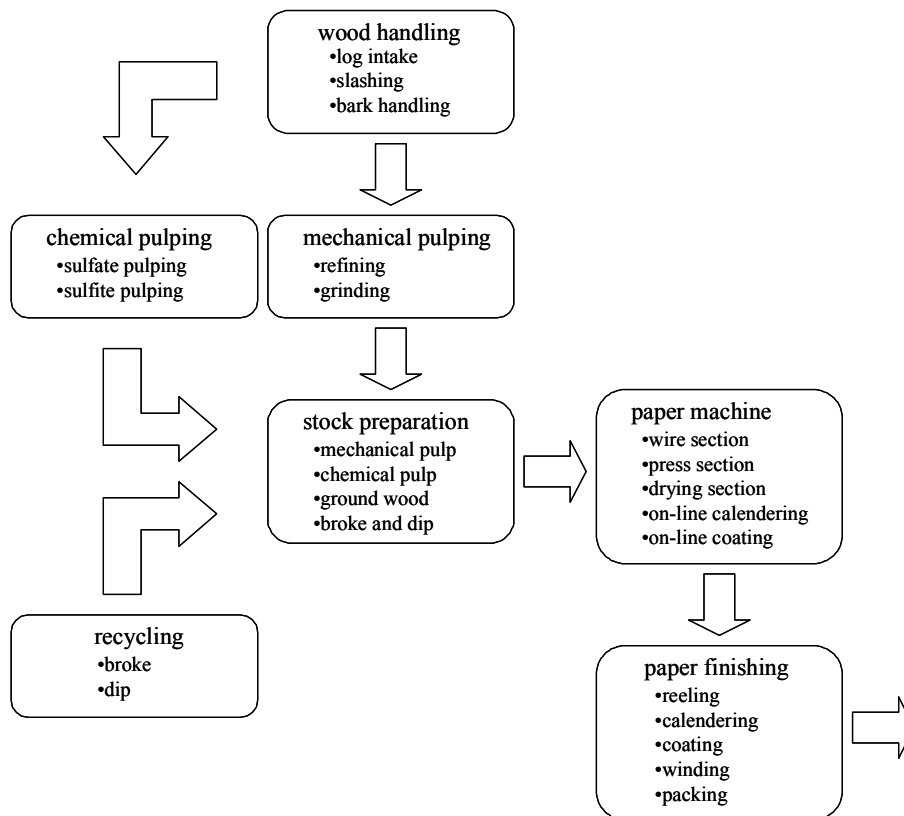 wood handling
•log intake
•slashing
•bark handling
chemical pulping
•sulfate pulping
•sulfite pulping
mechanical pulping
•refining
•grinding
stock preparation
•mechanical pulp
•chemical pulp
•ground wood
•broke and dip
paper machine
•wire section
•press section
•drying section
•on-line calendering
•on-line coating
recycling
•broke
•dip
paper finishing
•reeling
•calendering
•coating
•winding
•packing